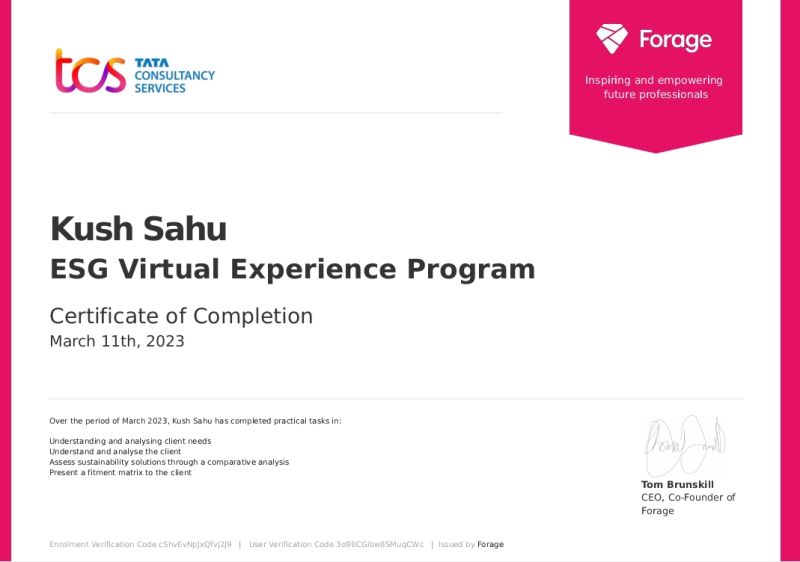 tcs TATA
CONSULTANCY
SERVICES
Forage
Inspiring and empowering
future professionals
Kush Sahu
ESG Virtual Experience Program
Certificate of Completion
March 11th, 2023
Over the period of March 2023, Kush Sahu has completed practical tasks in:
Understanding and analysing client needs
Understand and analyse the client
Assess sustainability solutions through a comparative analysis
Present a fitment matrix to the client
Tom Brunskill
CEO, Co-Founder of
Forage
Enrolment Verification Code | User Verification Code | Issued by Forage